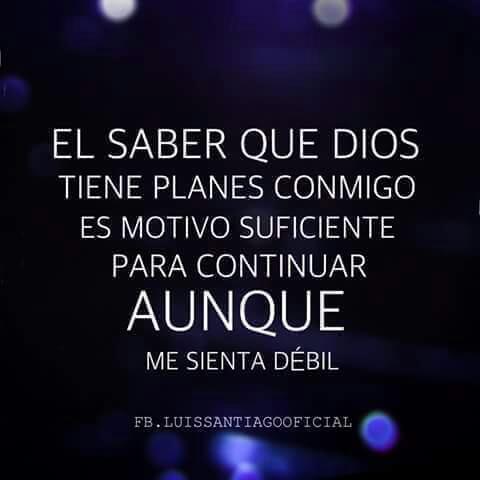 EL SABER QUE DIOS
TIENE PLANES CONMIGO
ES MOTIVO SUFICIENTE
PARA CONTINUAR
AUNQUE
ME SIENTA DÉBIL
FB.LUISSANTIAGOOFICIAL